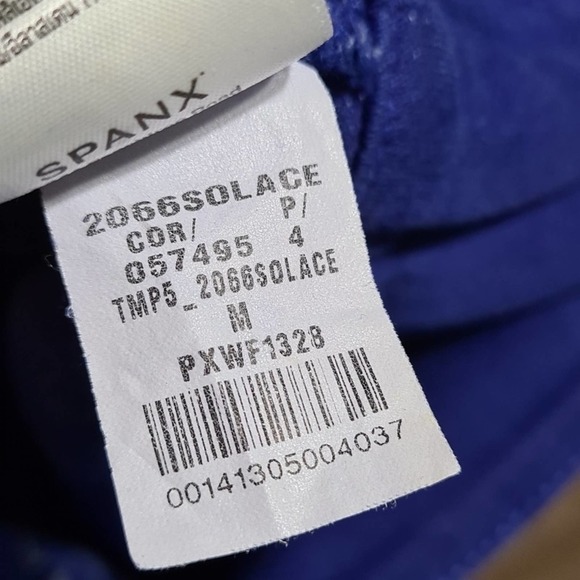 SPANX
2066SOLACE
COR/ P/
057495 4
TMP5_2066SOLACE
M
PXWF1328
00141305004037